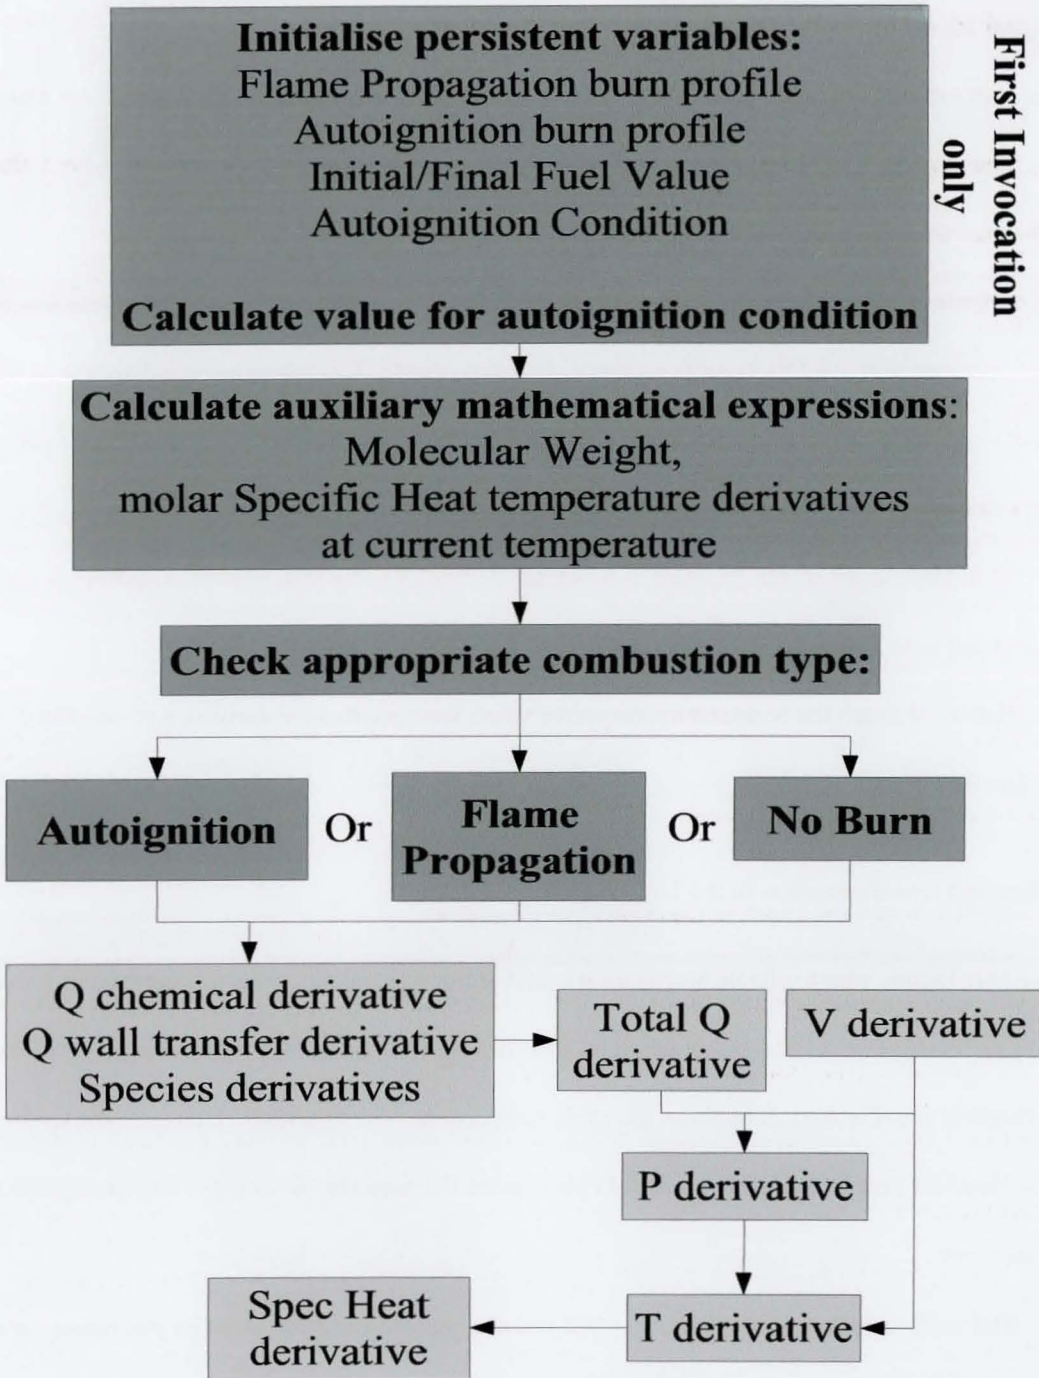 Initialise persistent variables:
Flame Propagation burn profile
Autoignition burn profile
Initial/Final Fuel Value
Autoignition Condition
Calculate value for autoignition condition
First Invocation
only
Calculate auxiliary mathematical expressions:
Molecular Weight,
molar Specific Heat temperature derivatives
at current temperature
Check appropriate combustion type:
Autoignition
Or
Flame
Propagation
Or
No Burn
Q chemical derivative
Q wall transfer derivative
Species derivatives
Total Q
derivative
V derivative
P derivative
T derivative
Spec Heat
derivative